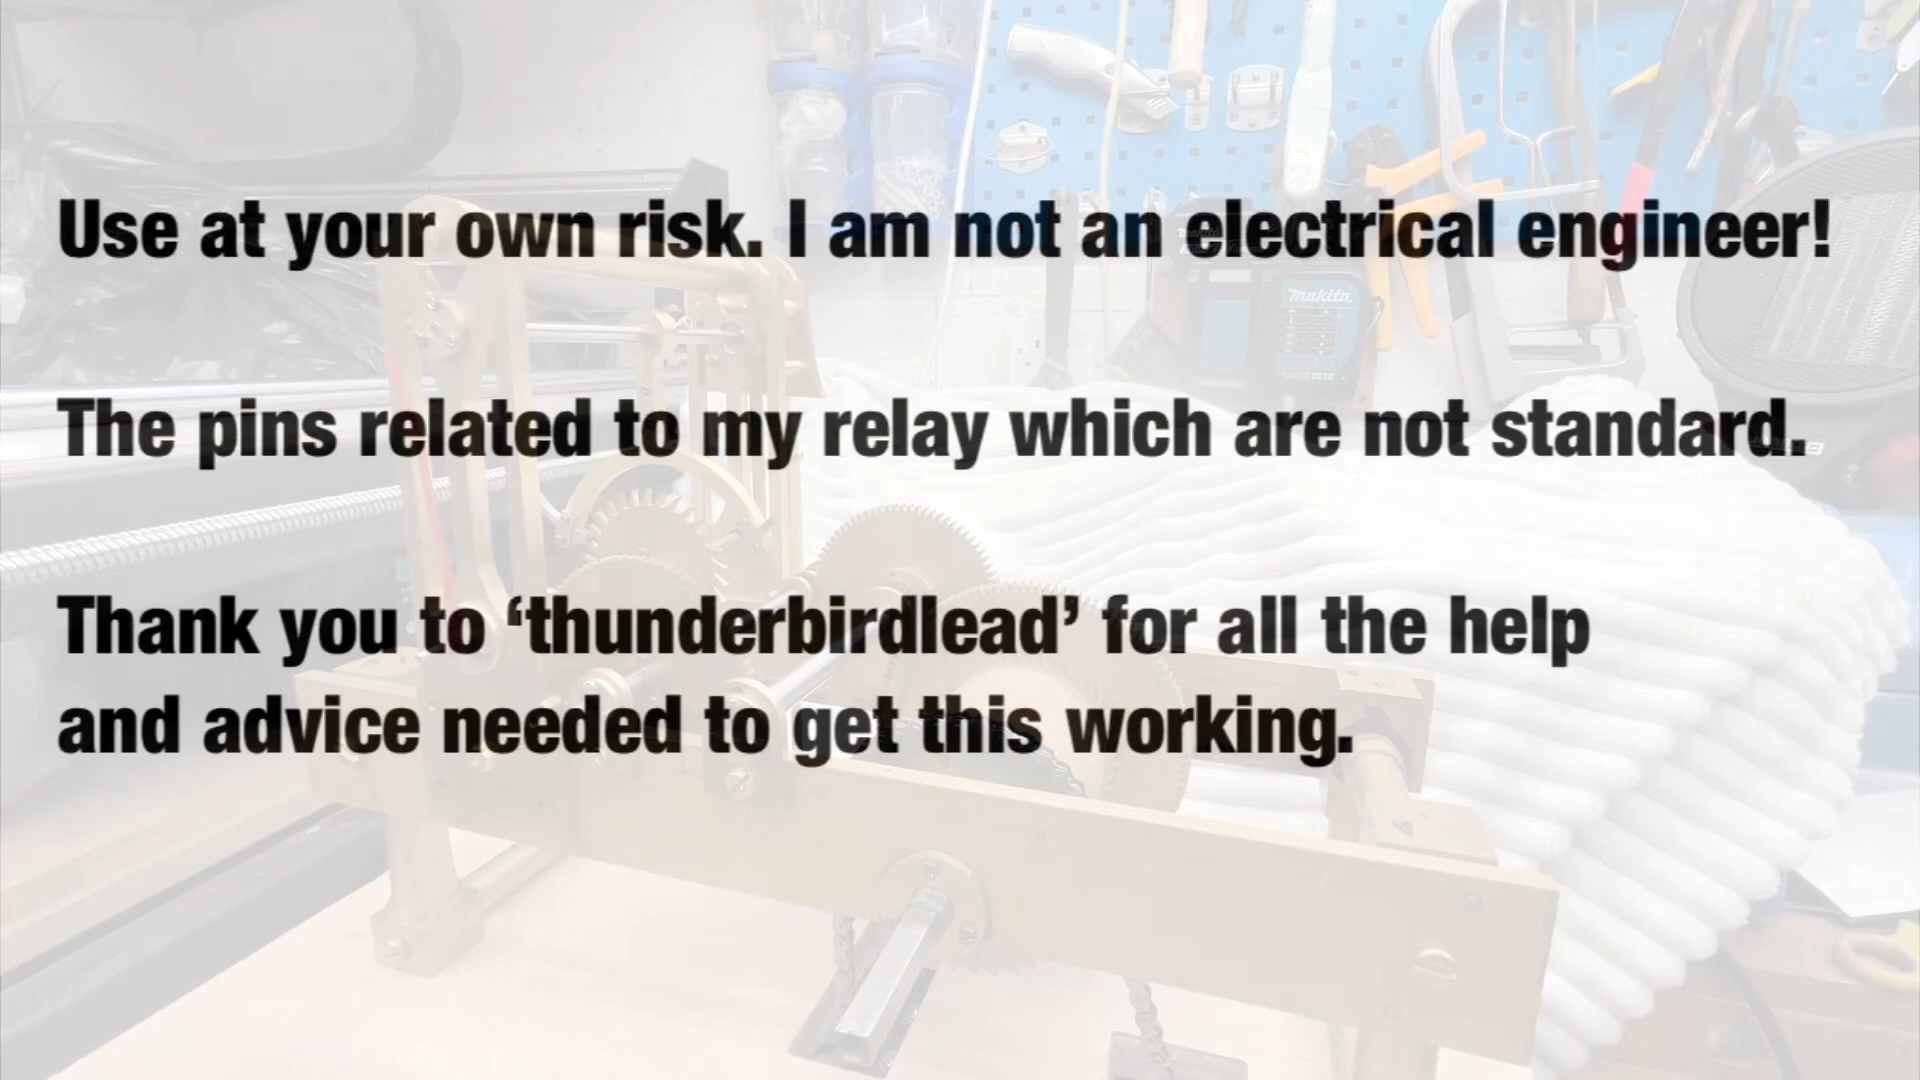 Use at your own risk. I am not an electrical engineer!
The pins related to my relay which are not standard.
Thank you to ‘thunderbirdlead’ for all the help
and advice needed to get this working.
makita